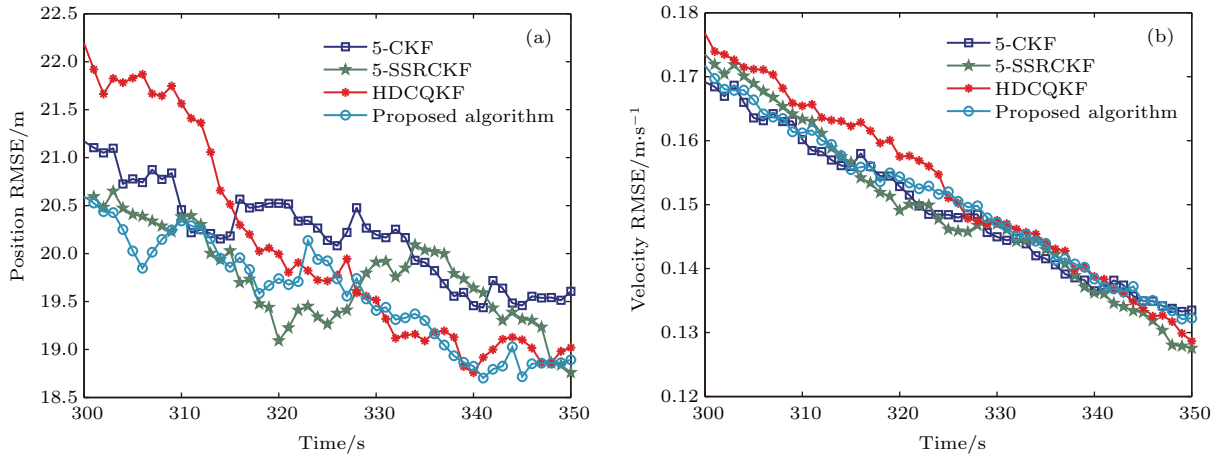 22.5
22.0
21.5
21.0
20.5
20.0
19.5
19.0
18.5
Position RMSE/m
(a)
5-CKF
5-SSRCKF
HDCQKF
Proposed algorithm
300 310 320 330 340 350
Time/s
0.18
0.17
0.16
0.15
0.14
0.13
0.12
Velocity RMSE/m·s⁻¹
(b)
5-CKF
5-SSRCKF
HDCQKF
Proposed algorithm
300 310 320 330 340 350
Time/s